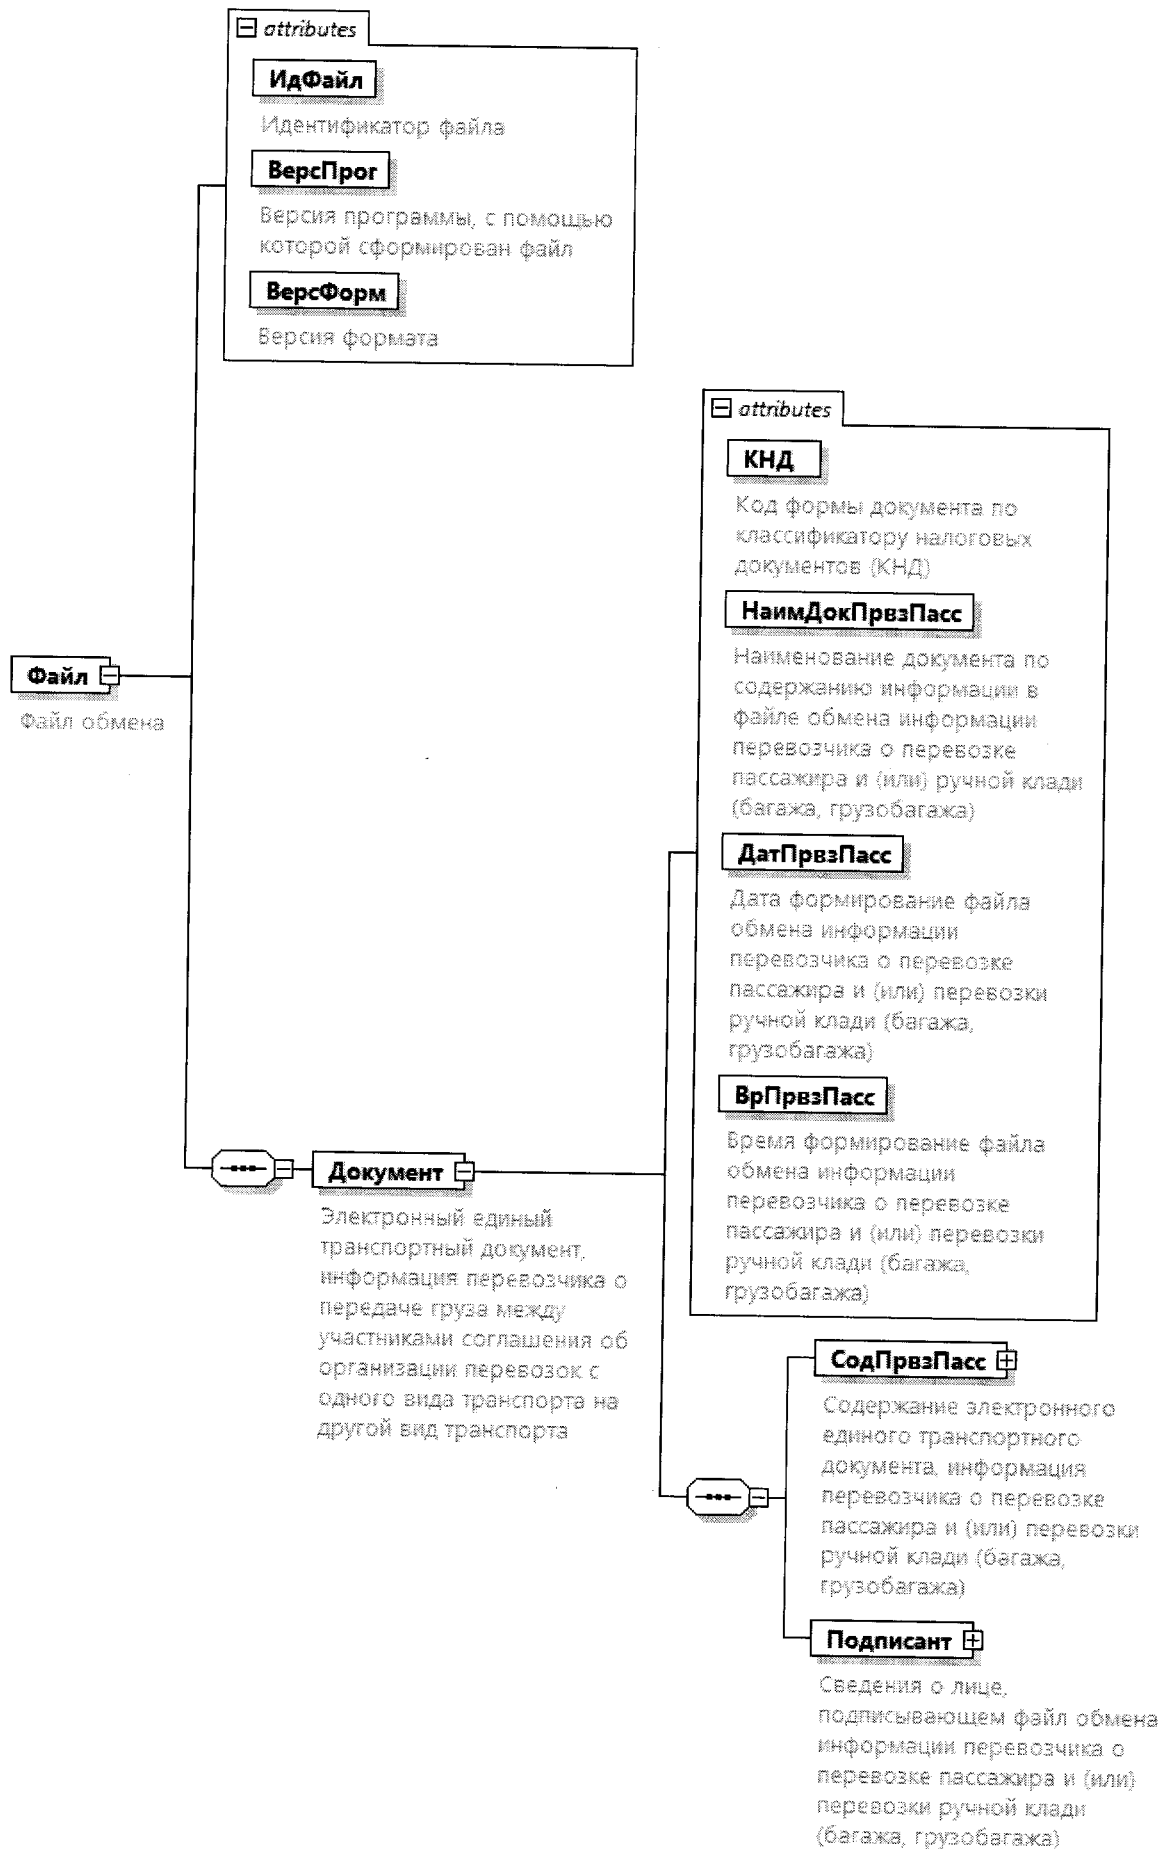 attributes
ИдФайл
Идентификатор файла
ВерсПрог
Версия программы, с помощью
которой сформирован файл
ВерсФорм
Версия формата
Файл
Файл обмена
Документ
Электронный единый
транспортный документ,
информация перевозчика о
передаче груза между
участниками соглашения об
организации перевозок с
одного вида транспорта на
другой вид транспорта
attributes
КНД
Код формы документа по
классификатору налоговых
документов (КНД)
НаимДокПрвзПасс
Наименование документа по
содержанию информации в
файле обмена информации
перевозчика о перевозке
пассажира и (или) ручной клади
(багажа, грузобагажа)
ДатПрвзПасс
Дата формирование файла
обмена информации
перевозчика о перевозке
пассажира и (или) перевозки
ручной клади (багажа,
грузобагажа)
ВрПрвзПасс
Время формирование файла
обмена информации
перевозчика о перевозке
пассажира и (или) перевозки
ручной клади (багажа,
грузобагажа)
СодПрвзПасс
Содержание электронного
единого транспортного
документа, информация
перевозчика о перевозке
пассажира и (или) перевозки
ручной клади (багажа,
грузобагажа)
Подписант
Сведения о лице,
подписывающем файл обмена
информации перевозчика о
перевозке пассажира и (или)
перевозки ручной клади
(багажа, грузобагажа)